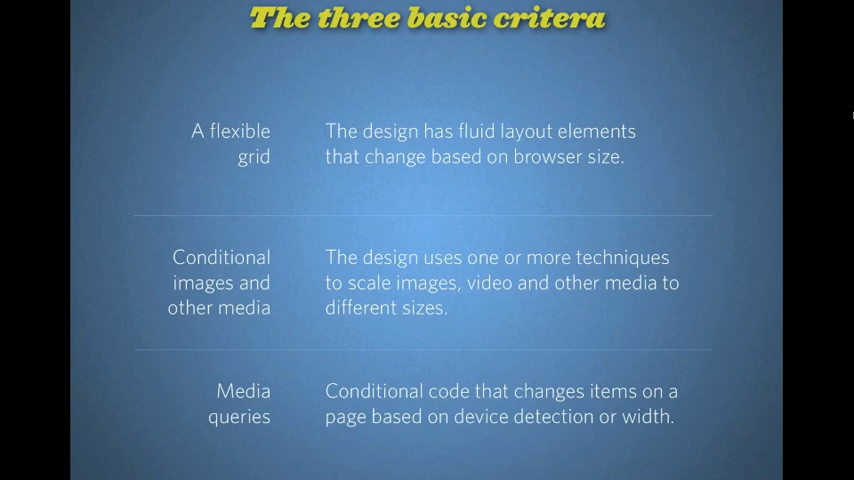 The three basic critera
A flexible
grid
The design has fluid layout elements
that change based on browser size.
Conditional
images and
other media
The design uses one or more techniques
to scale images, video and other media to
different sizes.
Media
queries
Conditional code that changes items on a
page based on device detection or width.